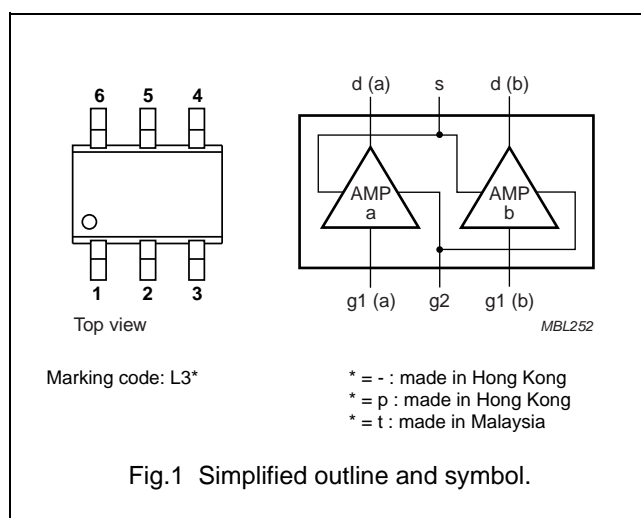 6 5 4
1 2 3
Top view
d (a) s d (b)
AMP a
AMP b
g1 (a) g2 g1 (b)
MBL252
Marking code: L3*
* = - : made in Hong Kong
* = p : made in Hong Kong
* = t : made in Malaysia
Fig.1 Simplified outline and symbol.